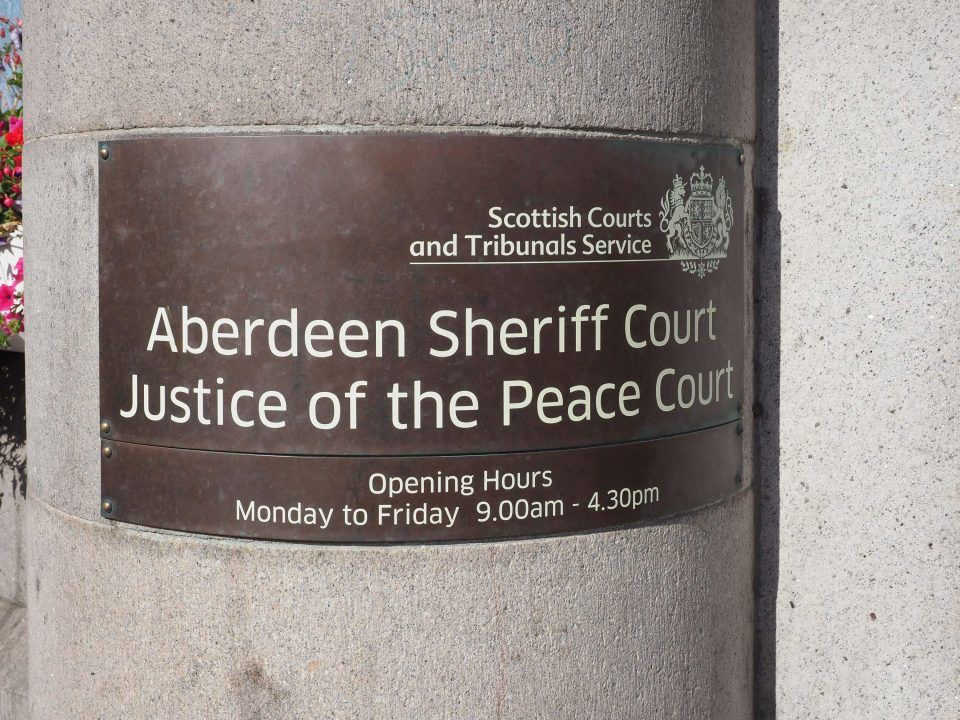 Scottish Courts
and Tribunals Service
Aberdeen Sheriff Court
Justice of the Peace Court
Opening Hours
Monday to Friday 9.00am - 4.30pm